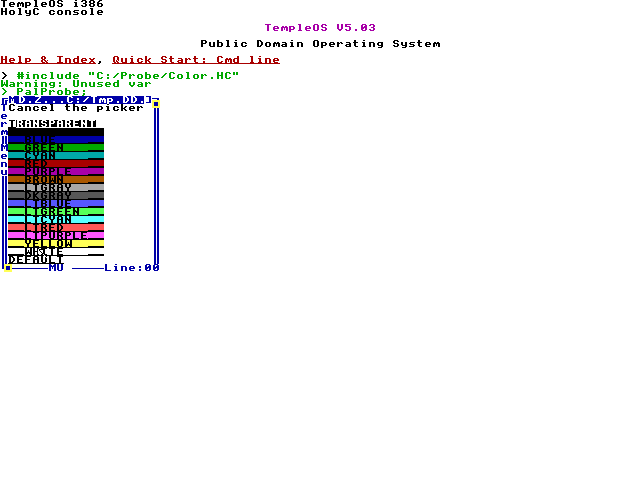 TempleOS i386
HolyC console
TempleOS V5.03
Public Domain Operating System
Help & Index, Quick Start: Cmd line
> #include "C:/Probe/Color.HC"
Warning: Unused var
> PalProbe;
Cancel the picker
TRANSPARENT
BLUE
GREEN
CYAN
RED
PURPLE
BROWN
LTGRAY
DKGRAY
LTBLUE
LTGREEN
LTCYAN
LTRED
LTPURPLE
YELLOW
WHITE
DEFAULT
MU Line:00